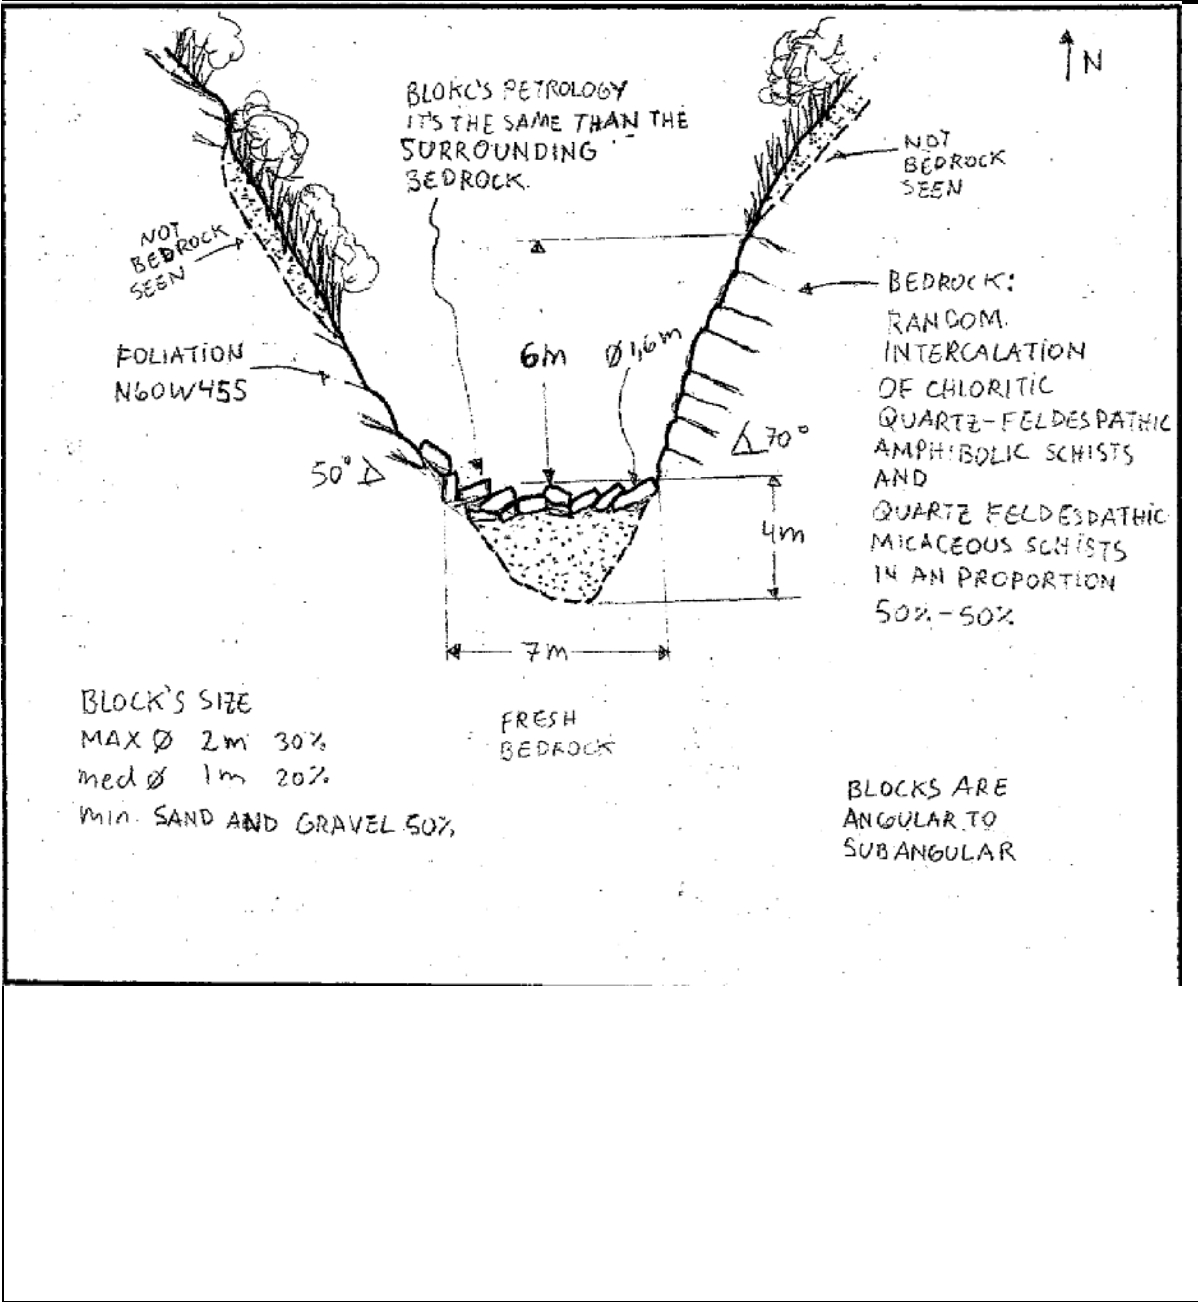 N
BLOKC'S PETROLOGY
IT'S THE SAME THAN THE
SURROUNDING
BEDROCK.
NOT
BEDROCK
SEEN
NOT
BEDROCK
SEEN
BEDROCK:
RANDOM.
INTERCALATION
OF CHLORITIC
QUARTZ-FELDESPATHIC
AMPHIBOLIC SCHISTS
AND
QUARTZ FELDESPATHIC
MICACEOUS SCHISTS
IN AN PROPORTION
50%-50%
FOLIATION
N60W45S
6m
Ø1,6m
70°
50°
4m
7m
BLOCK'S SIZE
MAX Ø 2m 30%
med Ø 1m 20%
min. SAND AND GRAVEL 50%
FRESH
BEDROCK
BLOCKS ARE
ANGULAR TO
SUBANGULAR